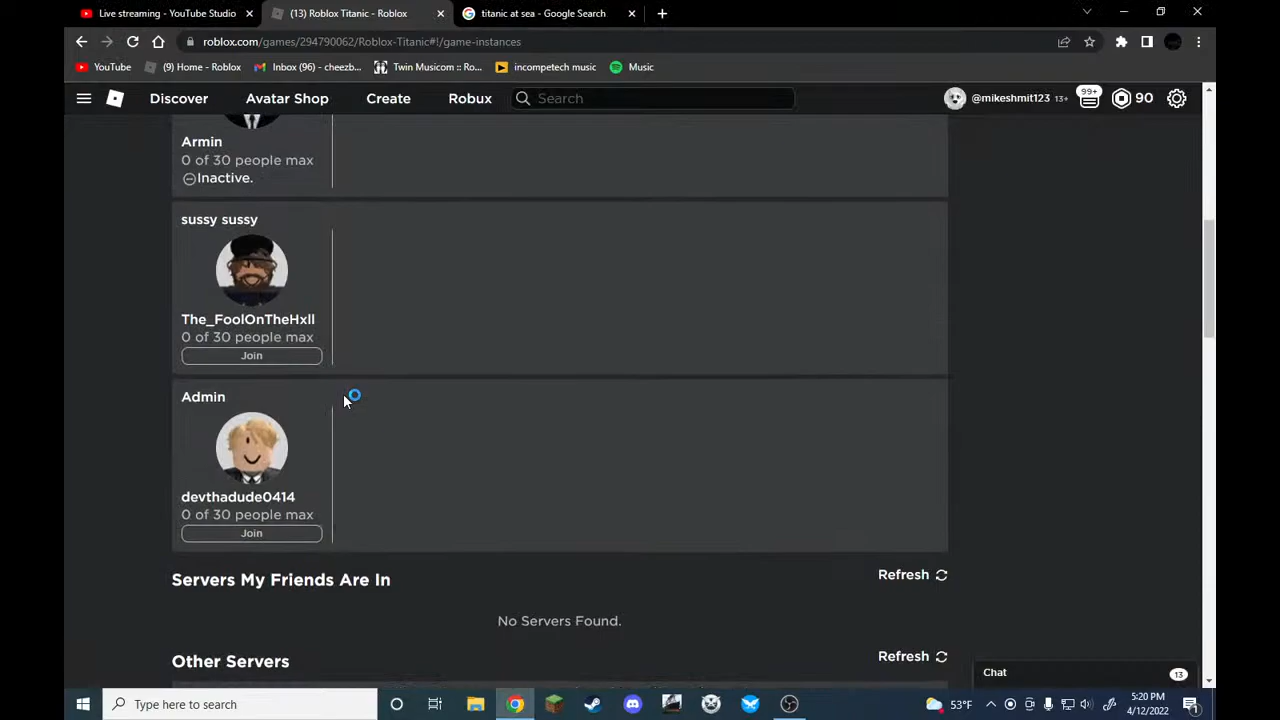 Live streaming - YouTube Studio
(13) Roblox Titanic - Roblox
titanic at sea - Google Search
roblox.com/games/294790062/Roblox-Titanic#!/game-instances
YouTube
(9) Home - Roblox
Inbox (96) - cheezb...
Twin Musicom :: Ro...
incompetech music
Music
Discover
Avatar Shop
Create
Robux
Search
@mikeshmit123 13+
99+
90
Armin
0 of 30 people max
Inactive.
sussy sussy
The_FoolOnTheHxll
0 of 30 people max
Join
Admin
devthadude0414
0 of 30 people max
Join
Servers My Friends Are In
Refresh
No Servers Found.
Other Servers
Refresh
Chat
13
Type here to search
53°F
5:20 PM
4/12/2022